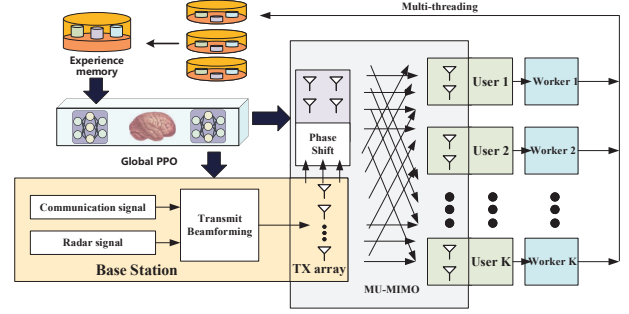 Multi-threading
Experience
memory
Global PPO
Phase
Shift
User 1
Worker 1
User 2
Worker 2
Communication signal
Radar signal
Transmit
Beamforming
Base Station
TX array
MU-MIMO
User K
Worker K